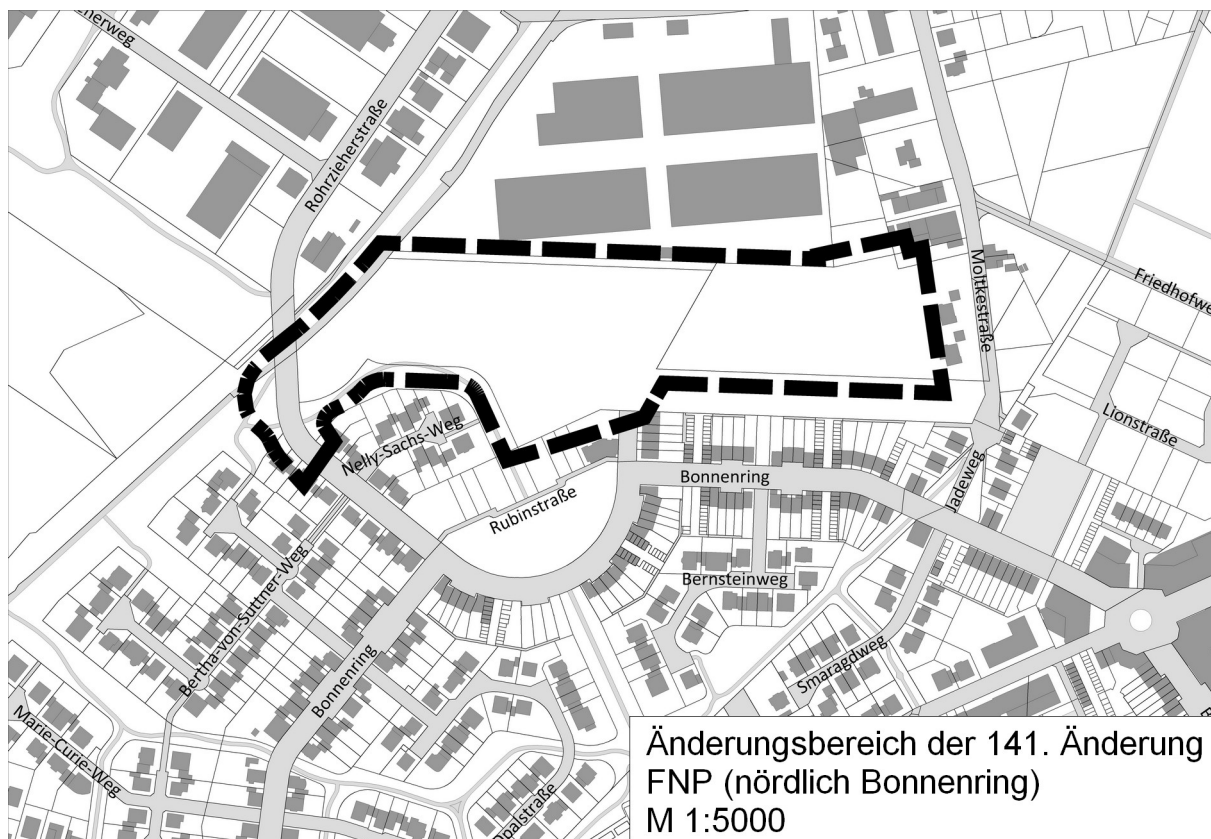 Rohrzieherstraße
Moltkestraße
Nelly-Sachs-Weg
Lionstraße
Bonnenring
Jadeweg
Rubinstraße
Bernsteinweg
Bertha-von-Suttner-Weg
Smaragdweg
Bonnenring
Marie-Curie-Weg
Änderungsbereich der 141. Änderung
FNP (nördlich Bonnenring)
M 1:5000